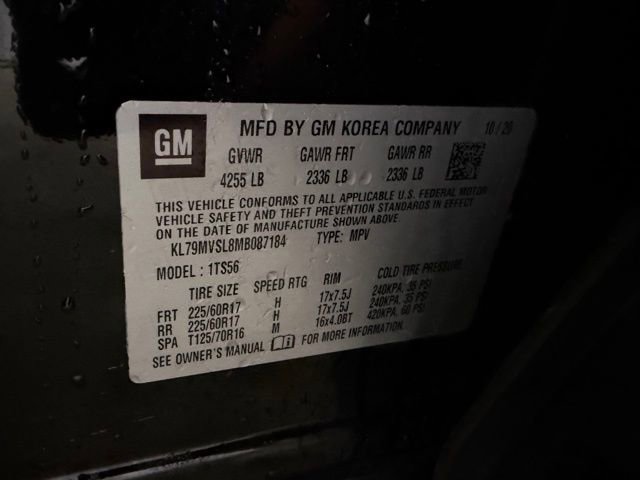 GM
MFD BY GM KOREA COMPANY 10 / 20
GVWR GAWR FRT GAWR RR
4255 LB 2336 LB 2336 LB
THIS VEHICLE CONFORMS TO ALL APPLICABLE U.S. FEDERAL MOTOR
VEHICLE SAFETY AND THEFT PREVENTION STANDARDS IN EFFECT
ON THE DATE OF MANUFACTURE SHOWN ABOVE.
KL79MVSL8MB087184 TYPE: MPV
MODEL : 1TS56
TIRE SIZE SPEED RTG RIM COLD TIRE PRESSURE
FRT 225/60R17 H 17x7.5J 240KPA, 35 PSI
RR 225/60R17 H 17x7.5J 240KPA, 35 PSI
SPA T125/70R16 M 16x4.0BT 420KPA, 60 PSI
SEE OWNER'S MANUAL FOR MORE INFORMATION.